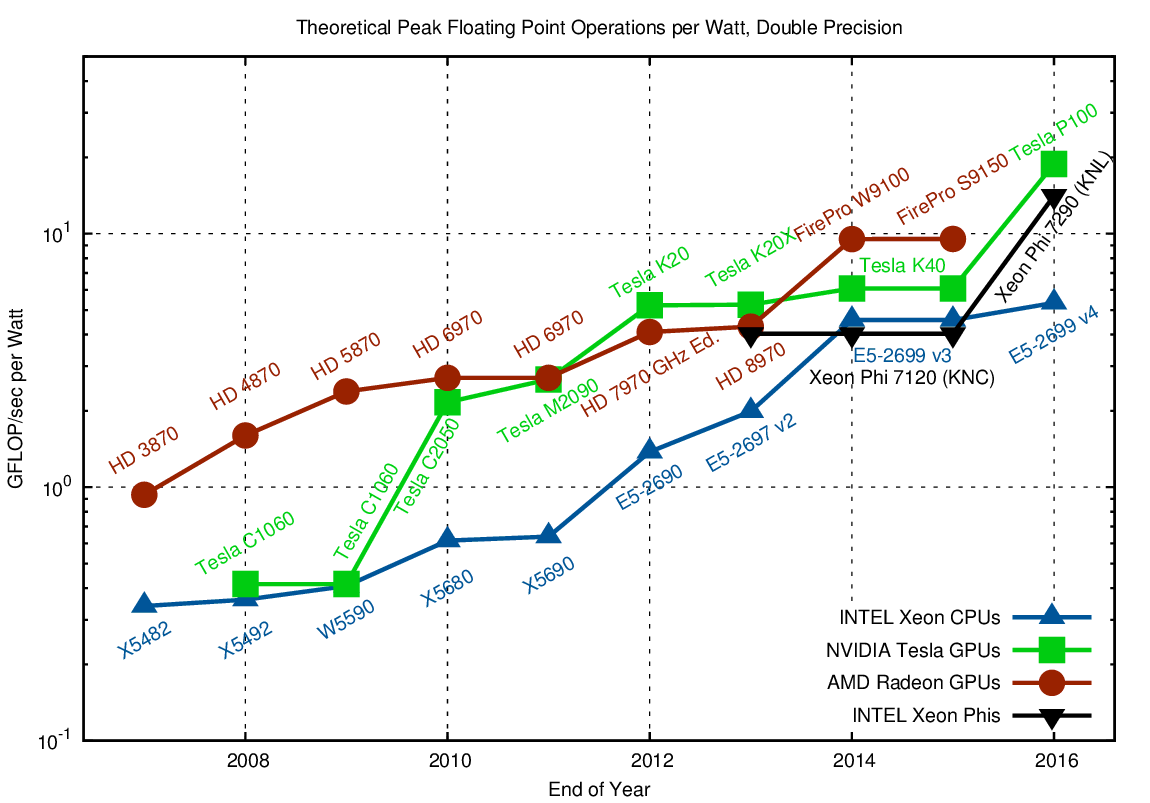 Theoretical Peak Floating Point Operations per Watt, Double Precision
GFLOP/sec per Watt
10^1
10^0
10^-1
HD 3870
HD 4870
HD 5870
HD 6970
HD 6970
HD 7970 GHz Ed.
HD 8970
FirePro W9100
FirePro S9150
Tesla C1060
Tesla C1060
Tesla C2050
Tesla M2090
Tesla K20
Tesla K20X
Tesla K40
Tesla P100
X5482
X5492
W5590
X5680
X5690
E5-2690
E5-2697 v2
E5-2699 v3
E5-2699 v4
Xeon Phi 7120 (KNC)
Xeon Phi 7290 (KNL)
INTEL Xeon CPUs
NVIDIA Tesla GPUs
AMD Radeon GPUs
INTEL Xeon Phis
2008
2010
2012
2014
2016
End of Year